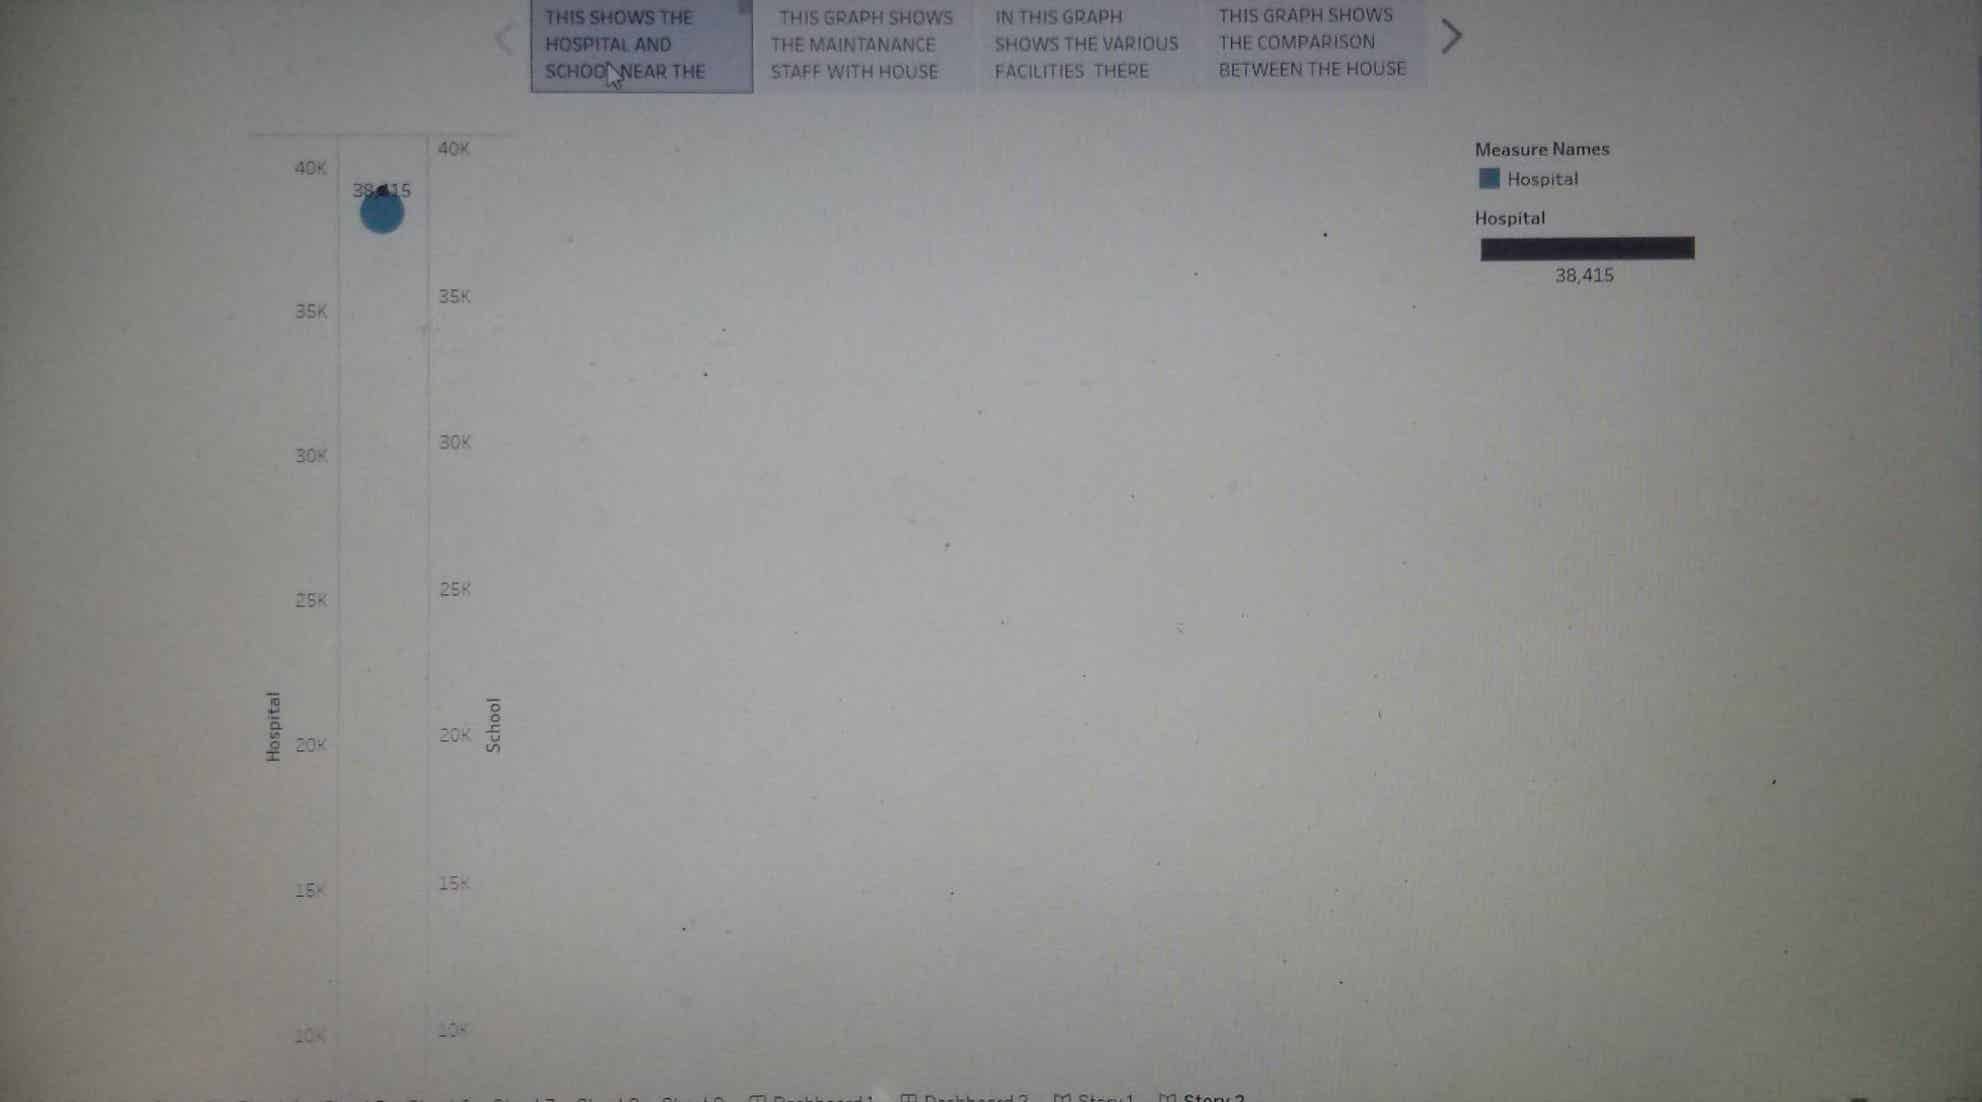 THIS SHOWS THE
HOSPITAL AND
SCHOOL NEAR THE
THIS GRAPH SHOWS
THE MAINTANANCE
STAFF WITH HOUSE
IN THIS GRAPH
SHOWS THE VARIOUS
FACILITIES THERE
THIS GRAPH SHOWS
THE COMPARISON
BETWEEN THE HOUSE
40K
38,415
35K
30K
25K
20K
15K
10K
Hospital
40K
35K
30K
25K
20K
15K
10K
School
Measure Names
Hospital
Hospital
38,415
Dashboard 1
Dashboard 2
Story 1
Story 2